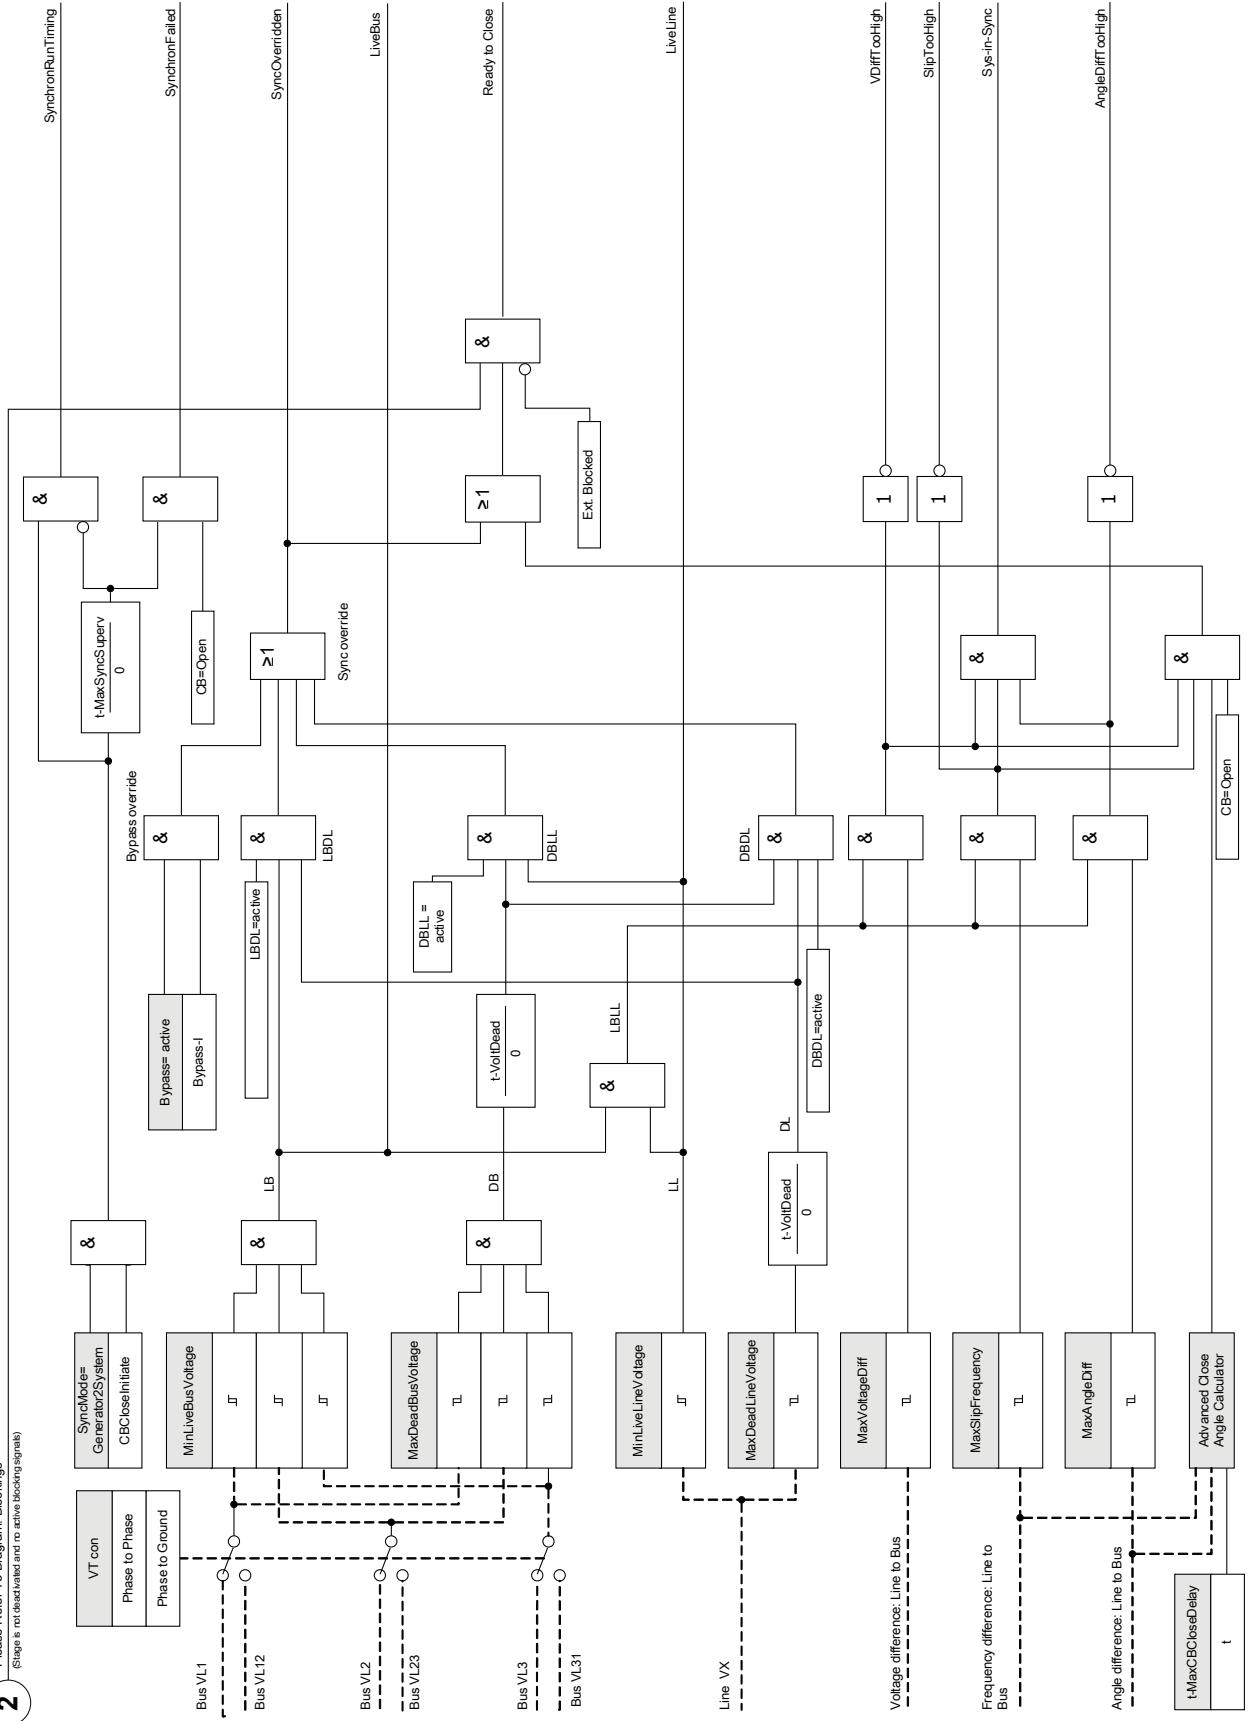 2
Please Refer To Diagram: Blockings
(Stage is not deactivated and no active blocking signals)
SynchronRunTiming
&
SyncMode=
Generator2System
CBCloseInitiate
&
t-MaxSyncSuperv
0
SynchronFailed
&
CB=Open
VT con
Phase to Phase
Phase to Ground
Bypass override
Bypass= active
Bypass-I
&
SyncOverridden
Bus VL1
Bus VL12
MinLiveBusVoltage
&
LB
LBDL=active
&
LBDL
≥1
Sync override
LiveBus
Bus VL2
Bus VL23
MaxDeadBusVoltage
&
DB
t-VoltDead
0
DBLL =
active
&
DBLL
≥1
&
Ready to Close
Bus VL3
Bus VL31
Ext. Blocked
&
LBLL
MinLiveLineVoltage
LL
LiveLine
Line VX
MaxDeadLineVoltage
t-VoltDead
0
DL
DBDL
&
DBDL=active
VDiffTooHigh
MaxVoltageDiff
&
1
Voltage difference: Line to Bus
SlipTooHigh
1
MaxSlipFrequency
&
&
Sys-in-Sync
Frequency difference: Line to
Bus
MaxAngleDiff
&
1
AngleDiffTooHigh
Angle difference: Line to Bus
&
Advanced Close
Angle Calculator
CB=Open
t-MaxCBCloseDelay
t